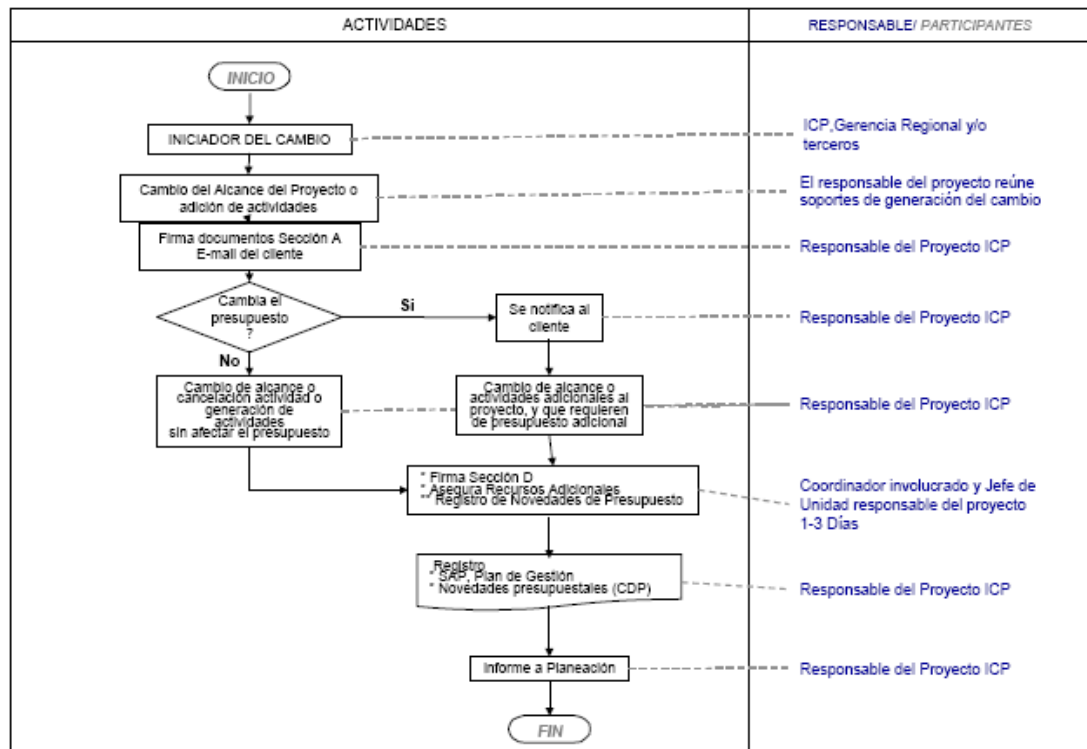 ACTIVIDADES
RESPONSABLE/ PARTICIPANTES
INICIO
INICIADOR DEL CAMBIO
ICP,Gerencia Regional y/o
terceros
Cambio del Alcance del Proyecto o
adición de actividades
El responsable del proyecto reúne
soportes de generación del cambio
Firma documentos Sección A
E-mail del cliente
Responsable del Proyecto ICP
Cambia el
presupuesto
?
Si
No
Se notifica al
cliente
Responsable del Proyecto ICP
Cambio de alcance o
cancelación actividad o
generación de
actividades
sin afectar el presupuesto
Cambio de alcance o
actividades adicionales al
proyecto, y que requieren
de presupuesto adicional
Responsable del Proyecto ICP
* Firma Sección D
* Asegura Recursos Adicionales
** Registro de Novedades de Presupuesto
Coordinador involucrado y Jefe de
Unidad responsable del proyecto
1-3 Días
Registro
* SAP, Plan de Gestión
* Novedades presupuestales (CDP)
Responsable del Proyecto ICP
Informe a Planeación
Responsable del Proyecto ICP
FIN